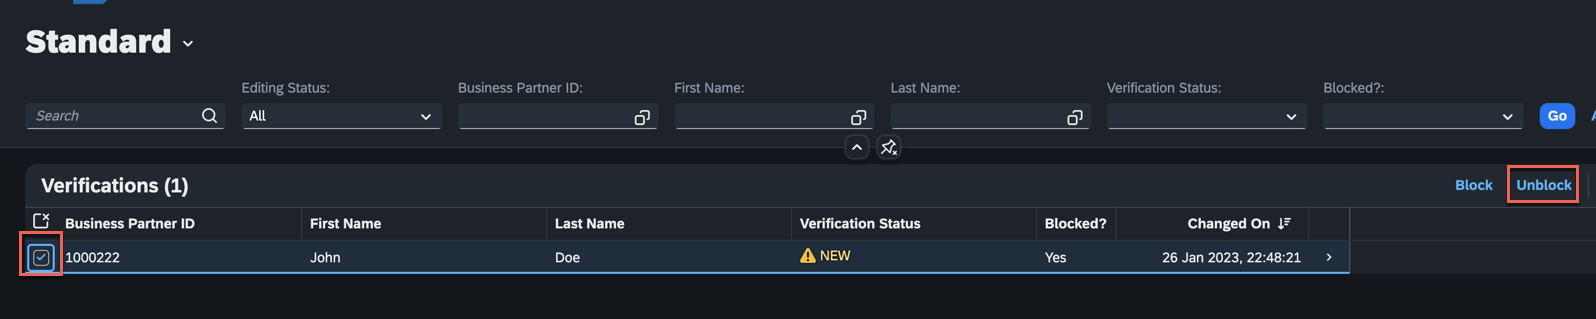 Standard
Editing Status:
Business Partner ID:
First Name:
Last Name:
Verification Status:
Blocked?:
Search
All
Go
Verifications (1)
Block
Unblock
Business Partner ID
First Name
Last Name
Verification Status
Blocked?
Changed On
1000222
John
Doe
NEW
Yes
26 Jan 2023, 22:48:21